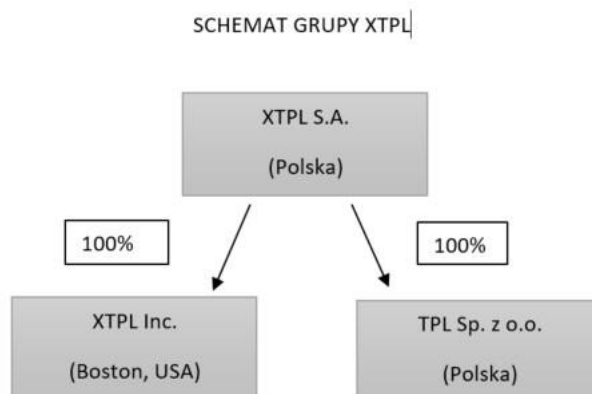 SCHEMAT GRUPY XTPL
XTPL S.A.
(Polska)
100%
100%
XTPL Inc.
(Boston, USA)
TPL Sp. z o.o.
(Polska)